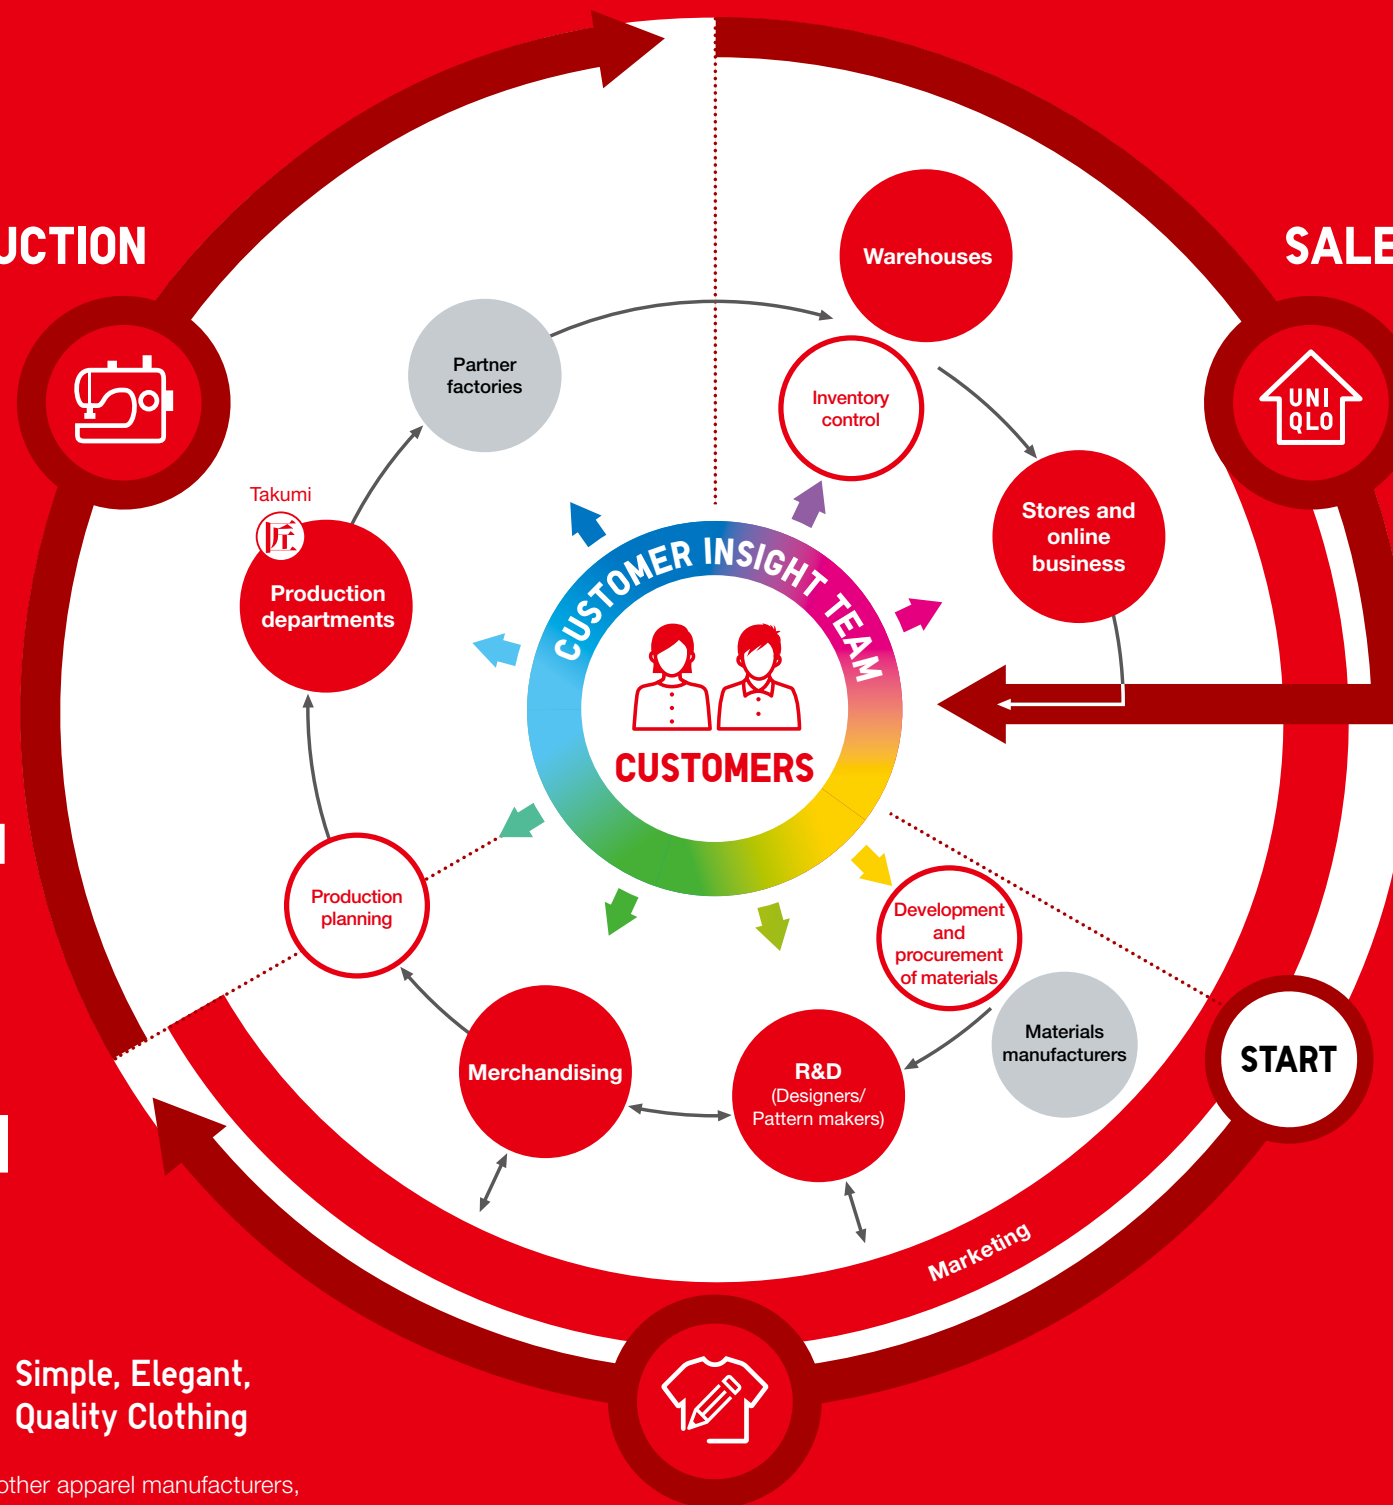 UCTION
SALE
Warehouses
Partner
factories
Inventory
control
UNI
QLO
Takumi
匠
Stores and
online
business
Production
departments
CUSTOMER INSIGHT TEAM
CUSTOMERS
Production
planning
Development
and
procurement
of materials
Materials
manufacturers
START
Merchandising
R&D
(Designers/
Pattern makers)
Marketing
Simple, Elegant,
Quality Clothing
other apparel manufacturers,